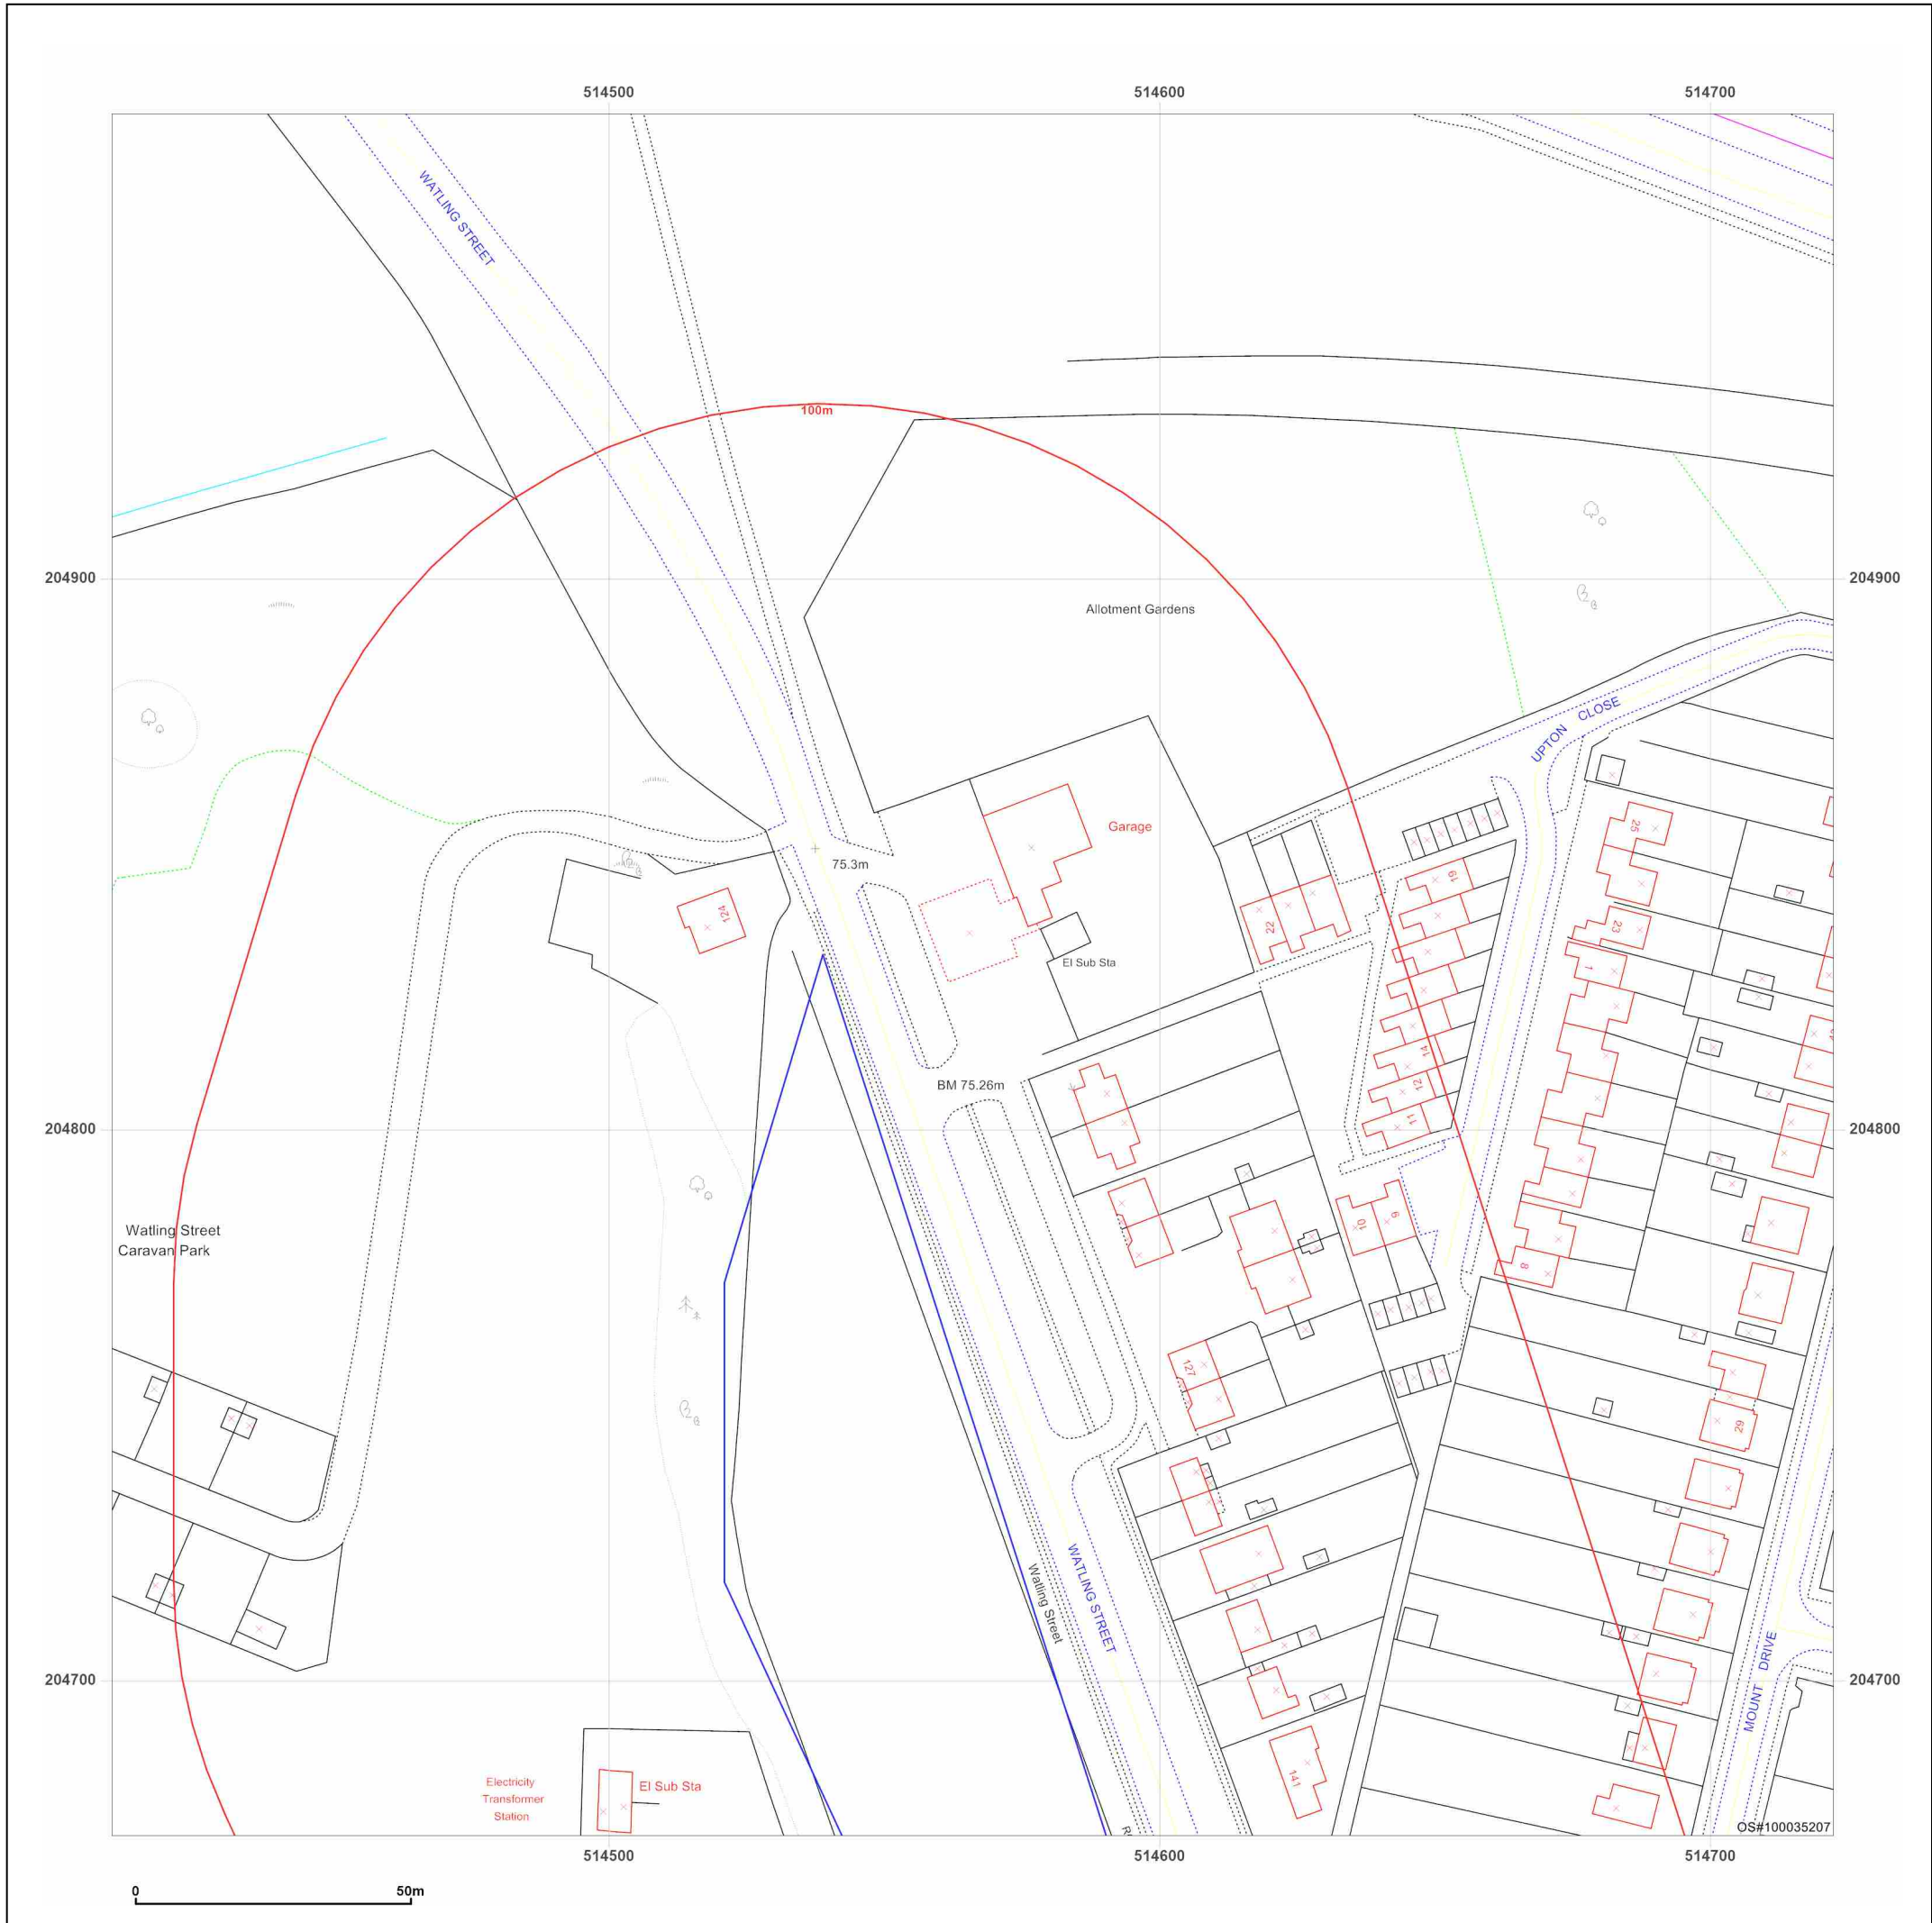 514500
514600
514700
WATLING STREET
100m
204900
204900
Allotment Gardens
UPTON CLOSE
Garage
25
75.3m
19
124
22
23
El Sub Sta
1
14
BM 75.26m
12
11
204800
204800
10
9
Watling Street
Caravan Park
8
127
29
WATLING STREET
Watling Street
MOUNT DRIVE
204700
204700
141
Electricity
Transformer
Station
El Sub Sta
OS#100035207
514500
514600
514700
0
50m